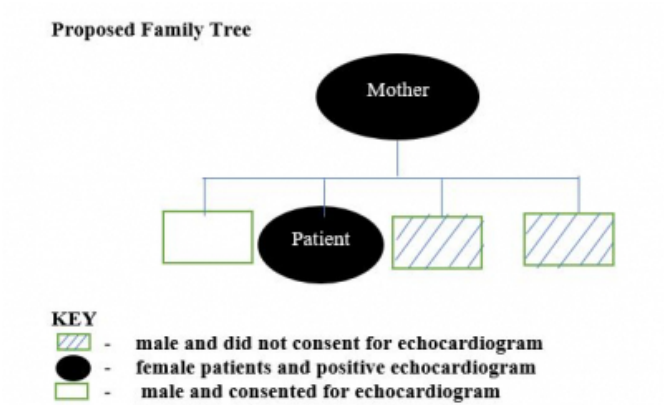 Proposed Family Tree
Mother
Patient
KEY
- male and did not consent for echocardiogram
- female patients and positive echocardiogram
- male and consented for echocardiogram